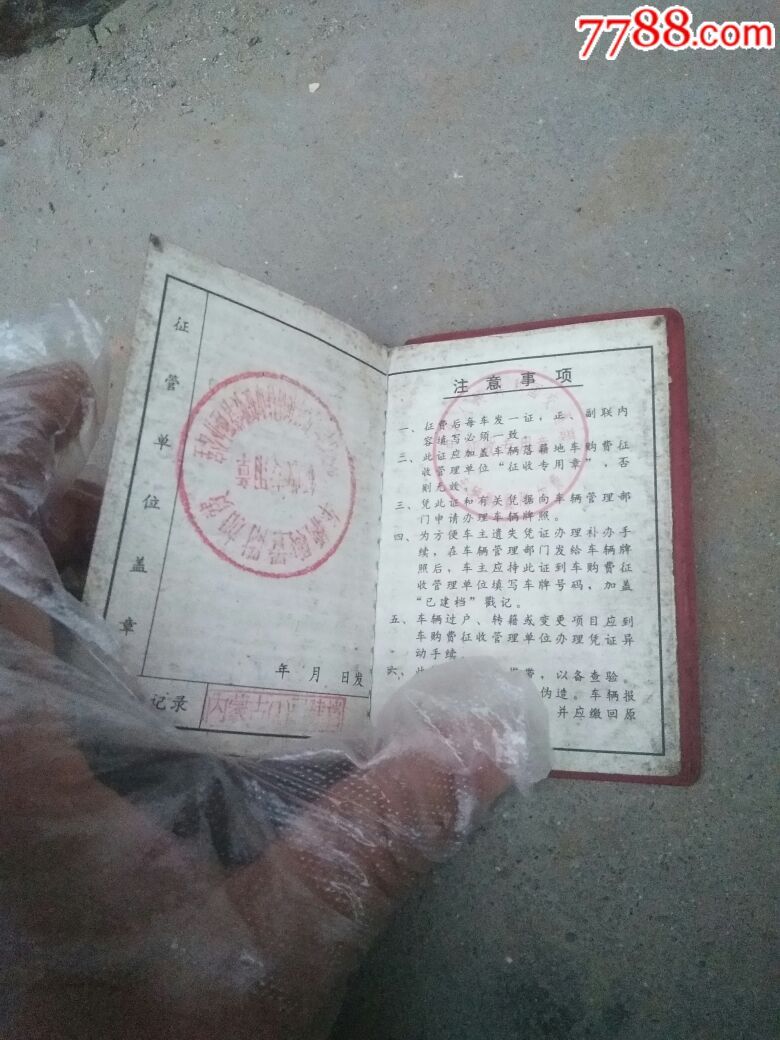 7788.com
征管单位盖章
车辆购置附加费
年 月 日发
记录
内蒙
注意事项
一、征费后每车发一证，正、副联内
容填写必须一致。
二、此证应加盖车辆落籍地车购费征
收管理单位“征收专用章”，否
则无效。
三、凭此证和有关凭据向车辆管理部
门申请办理车辆牌照。
四、为方便车主遗失凭证办理补办手
续，在车辆管理部门发给车辆牌
照后，车主应持此证到车购费征
收管理单位填写车牌号码，加盖
“已建档”戳记。
五、车辆过户、转籍或变更项目应到
车购费征收管理单位办理凭证异
动手续
六、此 以备查验。
伪造。车辆报
并应缴回原